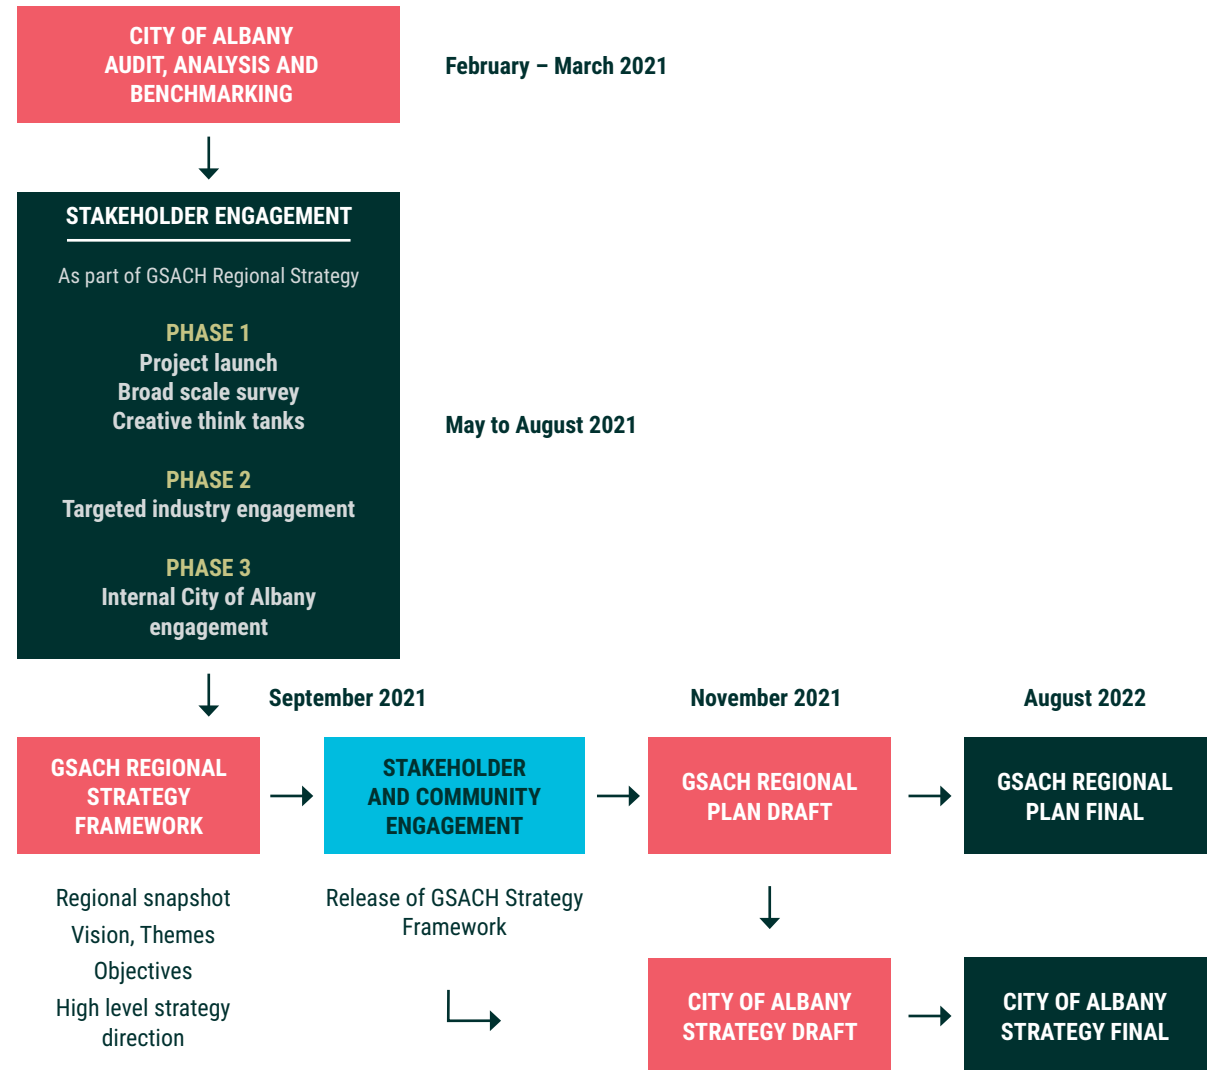 CITY OF ALBANY
AUDIT, ANALYSIS AND
BENCHMARKING
February – March 2021
STAKEHOLDER ENGAGEMENT
As part of GSACH Regional Strategy
PHASE 1
Project launch
Broad scale survey
Creative think tanks
May to August 2021
PHASE 2
Targeted industry engagement
PHASE 3
Internal City of Albany
engagement
September 2021
November 2021
August 2022
GSACH REGIONAL
STRATEGY
FRAMEWORK
STAKEHOLDER
AND COMMUNITY
ENGAGEMENT
GSACH REGIONAL
PLAN DRAFT
GSACH REGIONAL
PLAN FINAL
Regional snapshot
Vision, Themes
Objectives
High level strategy
direction
Release of GSACH Strategy
Framework
CITY OF ALBANY
STRATEGY DRAFT
CITY OF ALBANY
STRATEGY FINAL